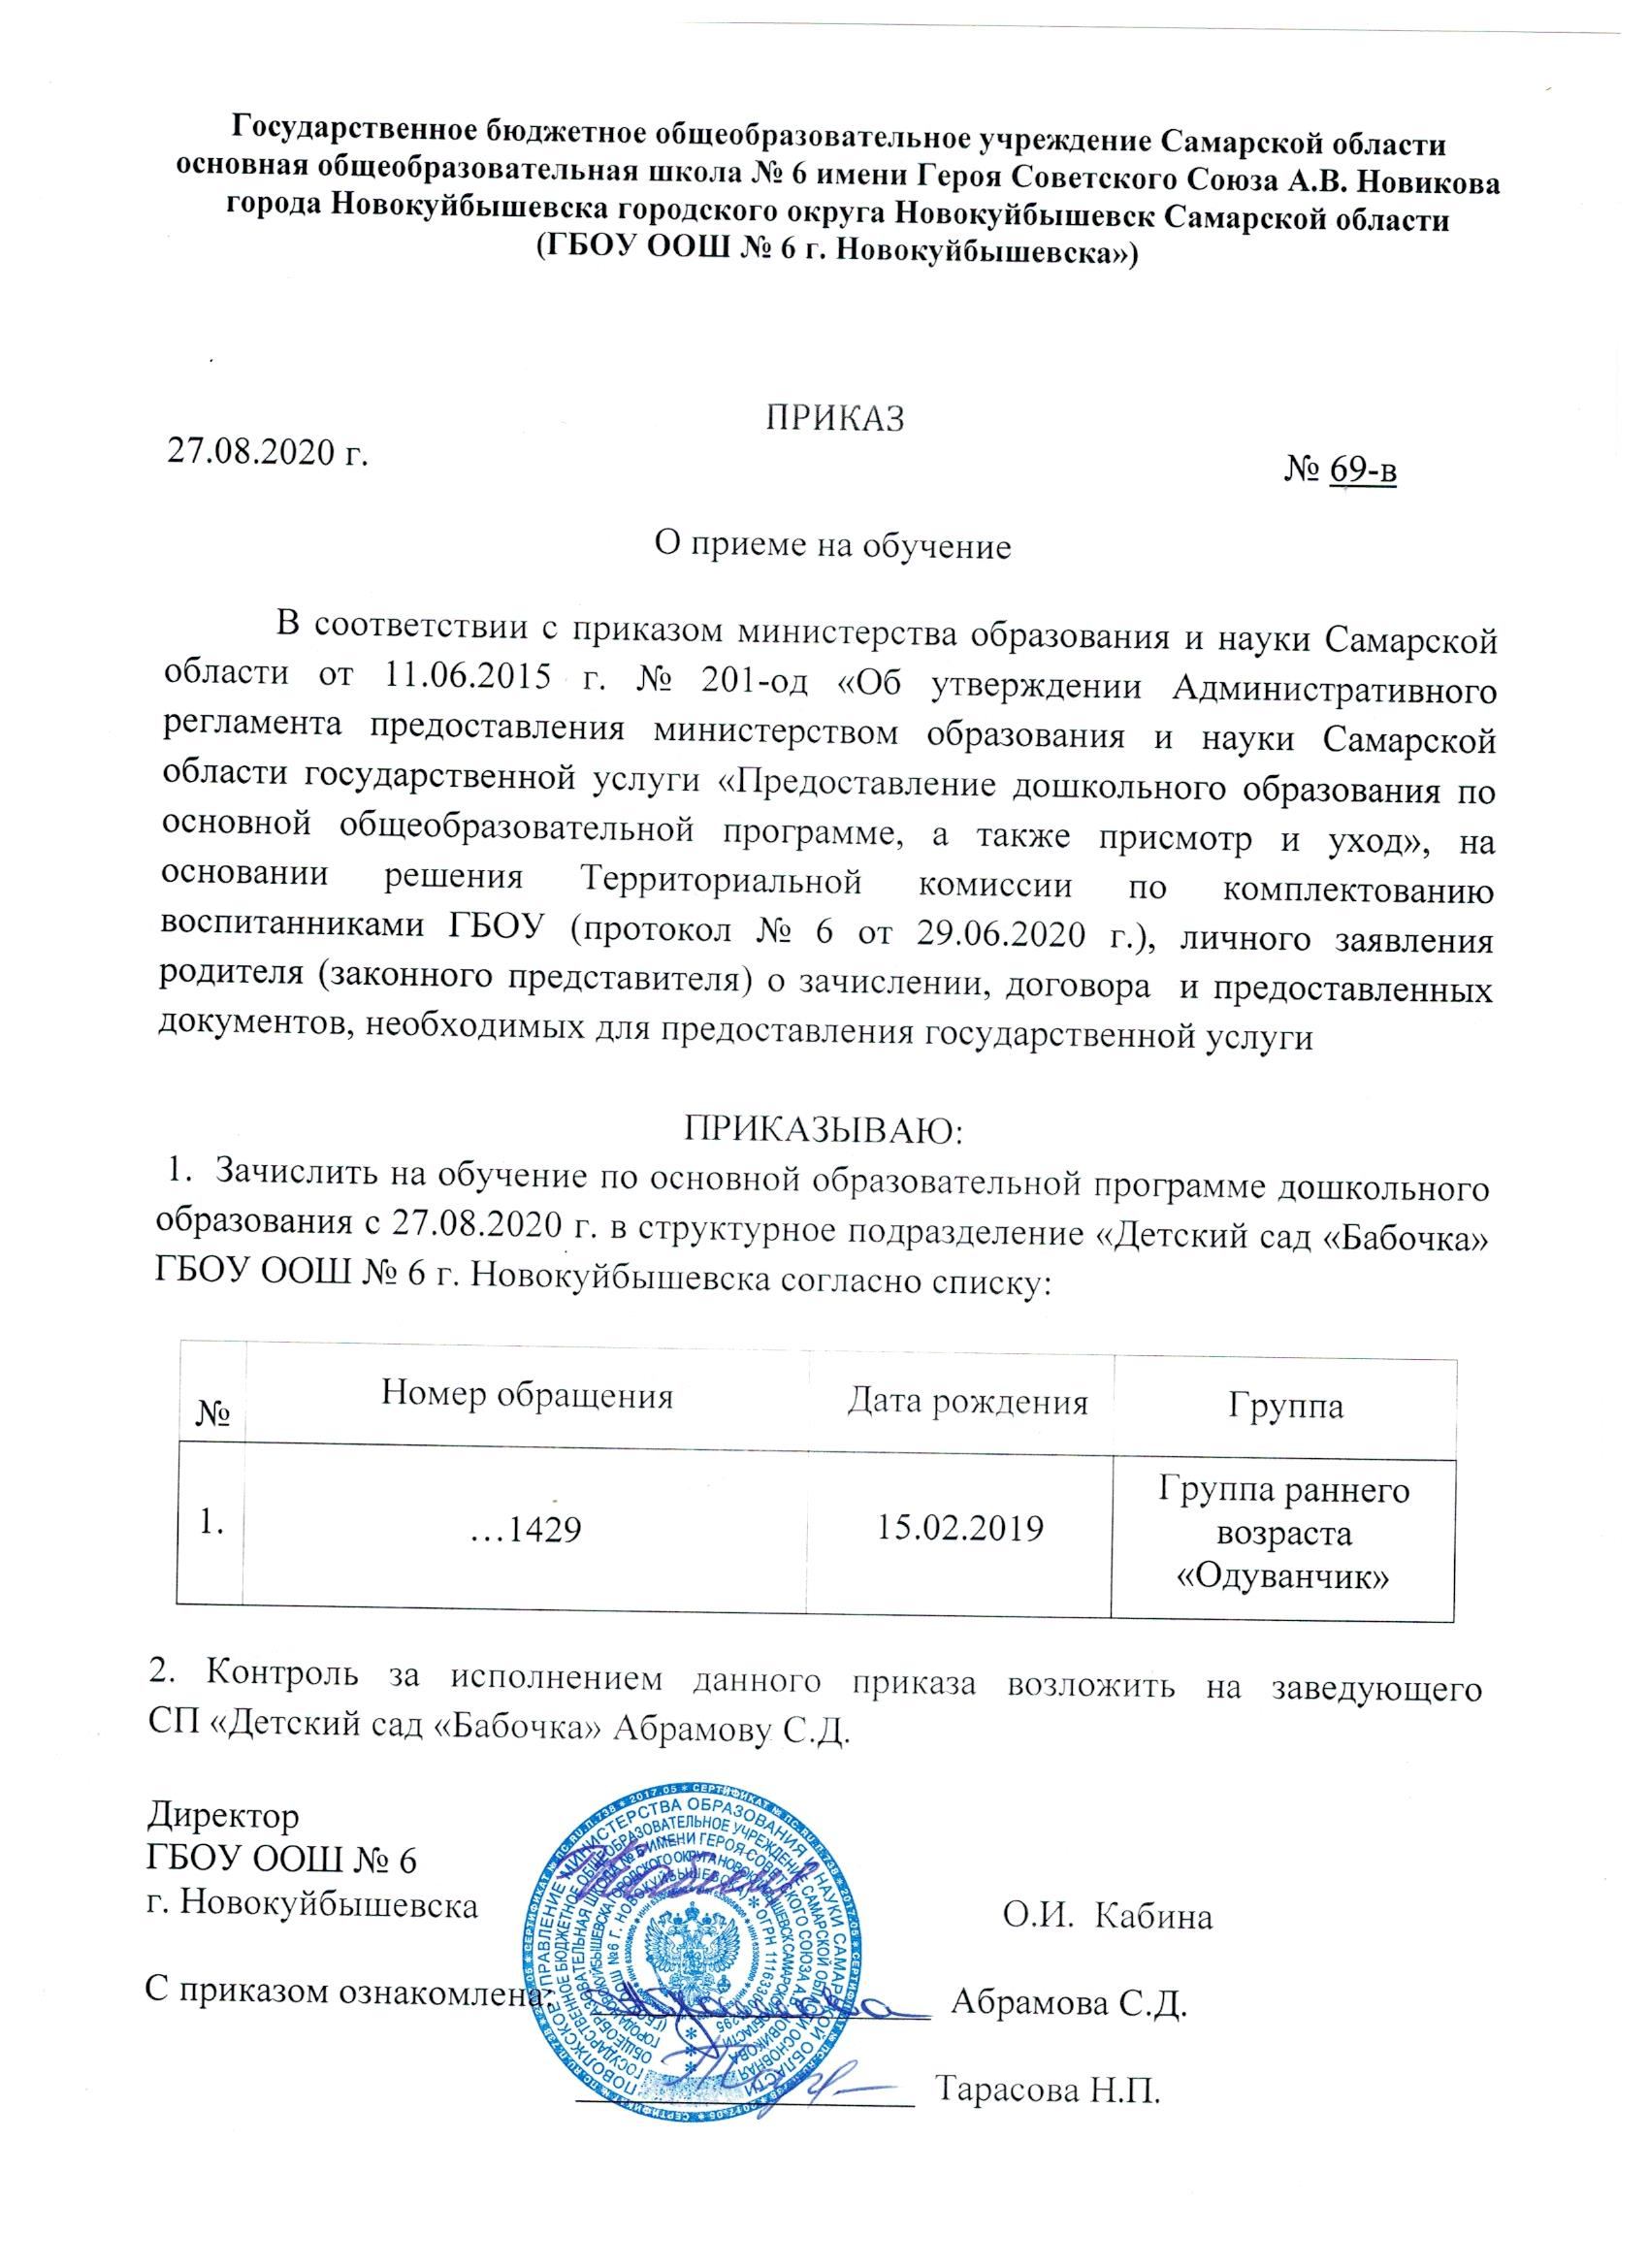 Государственное бюджетное общеобразовательное учреждение Самарской области
основная общеобразовательная школа № 6 имени Героя Советского Союза А.В. Новикова
города Новокуйбышевска городского округа Новокуйбышевск Самарской области
(ГБОУ ООШ № 6 г. Новокуйбышевска»)
ПРИКАЗ
27.08.2020 г.
№ 69-в
О приеме на обучение
В соответствии с приказом министерства образования и науки Самарской
области от 11.06.2015 г. № 201-од «Об утверждении Административного
регламента предоставления министерством образования и науки Самарской
области государственной услуги «Предоставление дошкольного образования по
основной общеобразовательной программе, а также присмотр и уход», на
основании решения Территориальной комиссии по комплектованию
воспитанниками ГБОУ (протокол № 6 от 29.06.2020 г.), личного заявления
родителя (законного представителя) о зачислении, договора и предоставленных
документов, необходимых для предоставления государственной услуги
ПРИКАЗЫВАЮ:
1. Зачислить на обучение по основной образовательной программе дошкольного
образования с 27.08.2020 г. в структурное подразделение «Детский сад «Бабочка»
ГБОУ ООШ № 6 г. Новокуйбышевска согласно списку:
№ Номер обращения Дата рождения Группа
1. …1429 15.02.2019 Группа раннего
возраста
«Одуванчик»
2. Контроль за исполнением данного приказа возложить на заведующего
СП «Детский сад «Бабочка» Абрамову С.Д.
Директор
ГБОУ ООШ № 6
г. Новокуйбышевска О.И. Кабина
С приказом ознакомлена: Абрамова С.Д.
Тарасова Н.П.